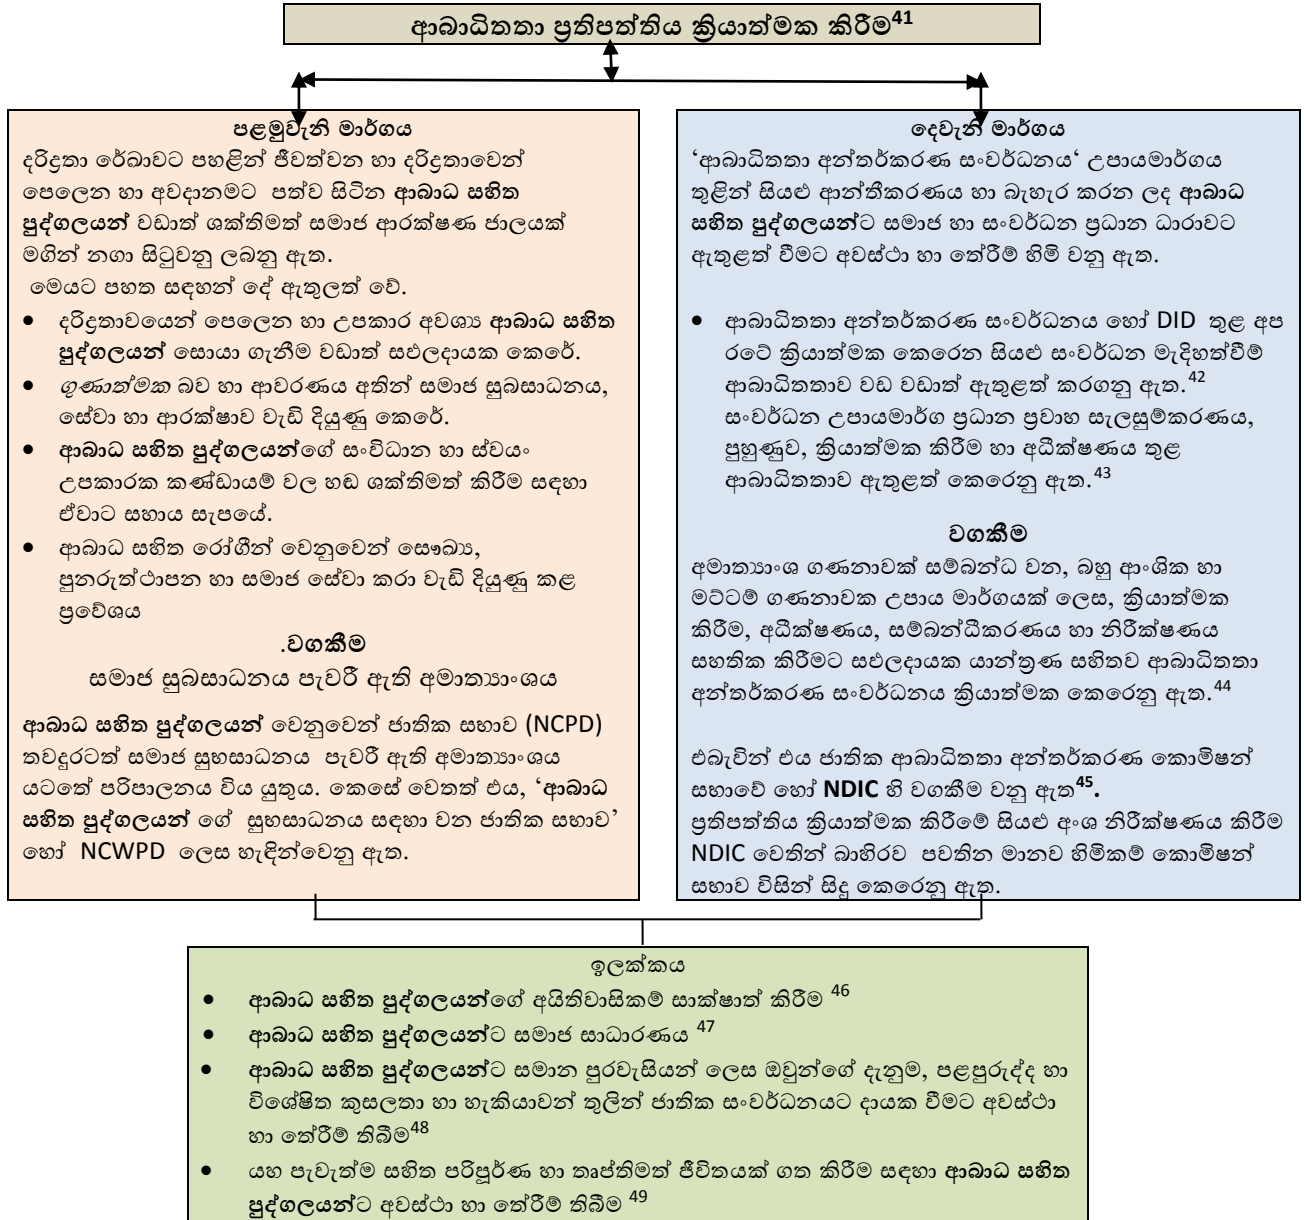 ආබාධිතතා ප්‍රතිපත්තිය ක්‍රියාත්මක කිරීම41
පළමුවැනි මාර්ගය
දරිද්‍රතා රේඛාවට පහළින් ජීවත්වන හා දරිද්‍රතාවෙන්
පෙලෙන හා අවදානමට පත්ව සිටින ආබාධ සහිත
පුද්ගලයන් වඩාත් ශක්තිමත් සමාජ ආරක්ෂණ ජාලයක්
මගින් නගා සිටුවනු ලබනු ඇත.
මෙයට පහත සඳහන් දේ ඇතුලත් වේ.
• දරිද්‍රතාවයෙන් පෙලෙන හා උපකාර අවශ්‍ය ආබාධ සහිත
පුද්ගලයන් සොයා ගැනීම වඩාත් සඵලදායක කෙරේ.
• ගුණාත්මක බව හා ආවරණය අතින් සමාජ සුබසාධනය,
සේවා හා ආරක්ෂාව වැඩි දියුණු කෙරේ.
• ආබාධ සහිත පුද්ගලයන්ගේ සංවිධාන හා ස්වයං
උපකාරක කණ්ඩායම් වල හඬ ශක්තිමත් කිරීම සඳහා
ඒවාට සහාය සැපයේ.
• ආබාධ සහිත රෝගීන් වෙනුවෙන් සෞඛ්‍ය,
පුනරුත්ථාපන හා සමාජ සේවා කරා වැඩි දියුණු කළ
ප්‍රවේශය
.වගකීම
සමාජ සුබසාධනය පැවරී ඇති අමාත්‍යාංශය
ආබාධ සහිත පුද්ගලයන් වෙනුවෙන් ජාතික සභාව (NCPD)
තවදුරටත් සමාජ සුභසාධනය පැවරී ඇති අමාත්‍යාංශය
යටතේ පරිපාලනය විය යුතුය. කෙසේ වෙතත් එය, ‘ආබාධ
සහිත පුද්ගලයන් ගේ සුභසාධනය සඳහා වන ජාතික සභාව’
හෝ NCWPD ලෙස හැඳින්වෙනු ඇත.
දෙවැනි මාර්ගය
‘ආබාධිතතා අන්තර්කරණ සංවර්ධනය‘ උපායමාර්ගය
තුළින් සියළු ආන්තීකරණය හා බැහැර කරන ලද ආබාධ
සහිත පුද්ගලයන්ට සමාජ හා සංවර්ධන ප්‍රධාන ධාරාවට
ඇතුළත් වීමට අවස්ථා හා තේරීම් හිමි වනු ඇත.
• ආබාධිතතා අන්තර්කරණ සංවර්ධනය හෝ DID තුළ අප
රටේ ක්‍රියාත්මක කෙරෙන සියළු සංවර්ධන මැදිහත්වීම්
ආබාධිතතාව වඩ වඩාත් ඇතුළත් කරගනු ඇත.42
සංවර්ධන උපායමාර්ග ප්‍රධාන ප්‍රවාහ සැලසුම්කරණය,
පුහුණුව, ක්‍රියාත්මක කිරීම හා අධීක්ෂණය තුළ
ආබාධිතතාව ඇතුළත් කෙරෙනු ඇත.43
වගකීම
අමාත්‍යාංශ ගණනාවක් සම්බන්ධ වන, බහු ආංශික හා
මට්ටම් ගණනාවක උපාය මාර්ගයක් ලෙස, ක්‍රියාත්මක
කිරීම, අධීක්ෂණය, සම්බන්ධීකරණය හා නිරීක්ෂණය
සහතික කිරීමට සඵලදායක යාන්ත්‍රණ සහිතව ආබාධිතතා
අන්තර්කරණ සංවර්ධනය ක්‍රියාත්මක කෙරෙනු ඇත.44
එබැවින් එය ජාතික ආබාධිතතා අන්තර්කරණ කොමිෂන්
සභාවේ හෝ NDIC හි වගකීම වනු ඇත45.
ප්‍රතිපත්තිය ක්‍රියාත්මක කිරීමේ සියළු අංශ නිරීක්ෂණය කිරීම
NDIC වෙතින් බාහිරව පවතින මානව හිමිකම් කොමිෂන්
සභාව විසින් සිදු කෙරෙනු ඇත.
ඉලක්කය
• ආබාධ සහිත පුද්ගලයන්ගේ අයිතිවාසිකම් සාක්ෂාත් කිරීම 46
• ආබාධ සහිත පුද්ගලයන්ට සමාජ සාධාරණය 47
• ආබාධ සහිත පුද්ගලයන්ට සමාන පුරවැසියන් ලෙස ඔවුන්ගේ දැනුම, පළපුරුද්ද හා
විශේෂිත කුසලතා හා හැකියාවන් තුලින් ජාතික සංවර්ධනයට දායක වීමට අවස්ථා
හා තේරීම් තිබීම48
• යහ පැවැත්ම සහිත පරිපූර්ණ හා තෘප්තිමත් ජීවිතයක් ගත කිරීම සඳහා ආබාධ සහිත
පුද්ගලයන්ට අවස්ථා හා තේරීම් තිබීම 49